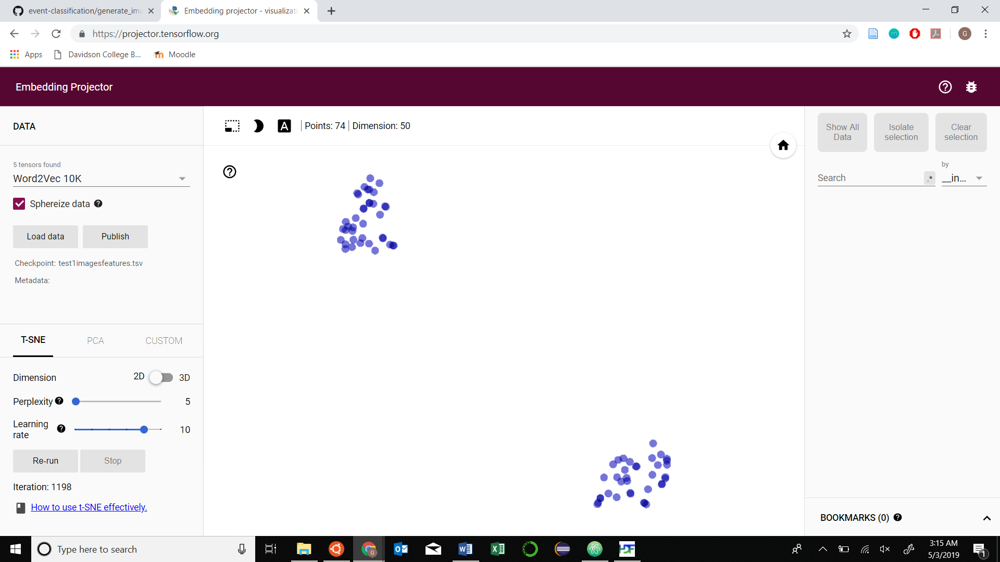 event-classification/generate_ima
Embedding projector - visualizati
https://projector.tensorflow.org
G
Apps
Davidson College B...
Moodle
Embedding Projector
DATA
A
Points: 74
Dimension: 50
Show All
Data
Isolate
selection
Clear
selection
5 tensors found
Word2Vec 10K
by
Search
.*
__in...
Sphereize data
Load data
Publish
Checkpoint: test1imagesfeatures.tsv
Metadata:
T-SNE
PCA
CUSTOM
Dimension
2D
3D
Perplexity
5
Learning
rate
10
Re-run
Stop
Iteration: 1198
How to use t-SNE effectively.
BOOKMARKS (0)
Type here to search
3:15 AM
5/3/2019
1